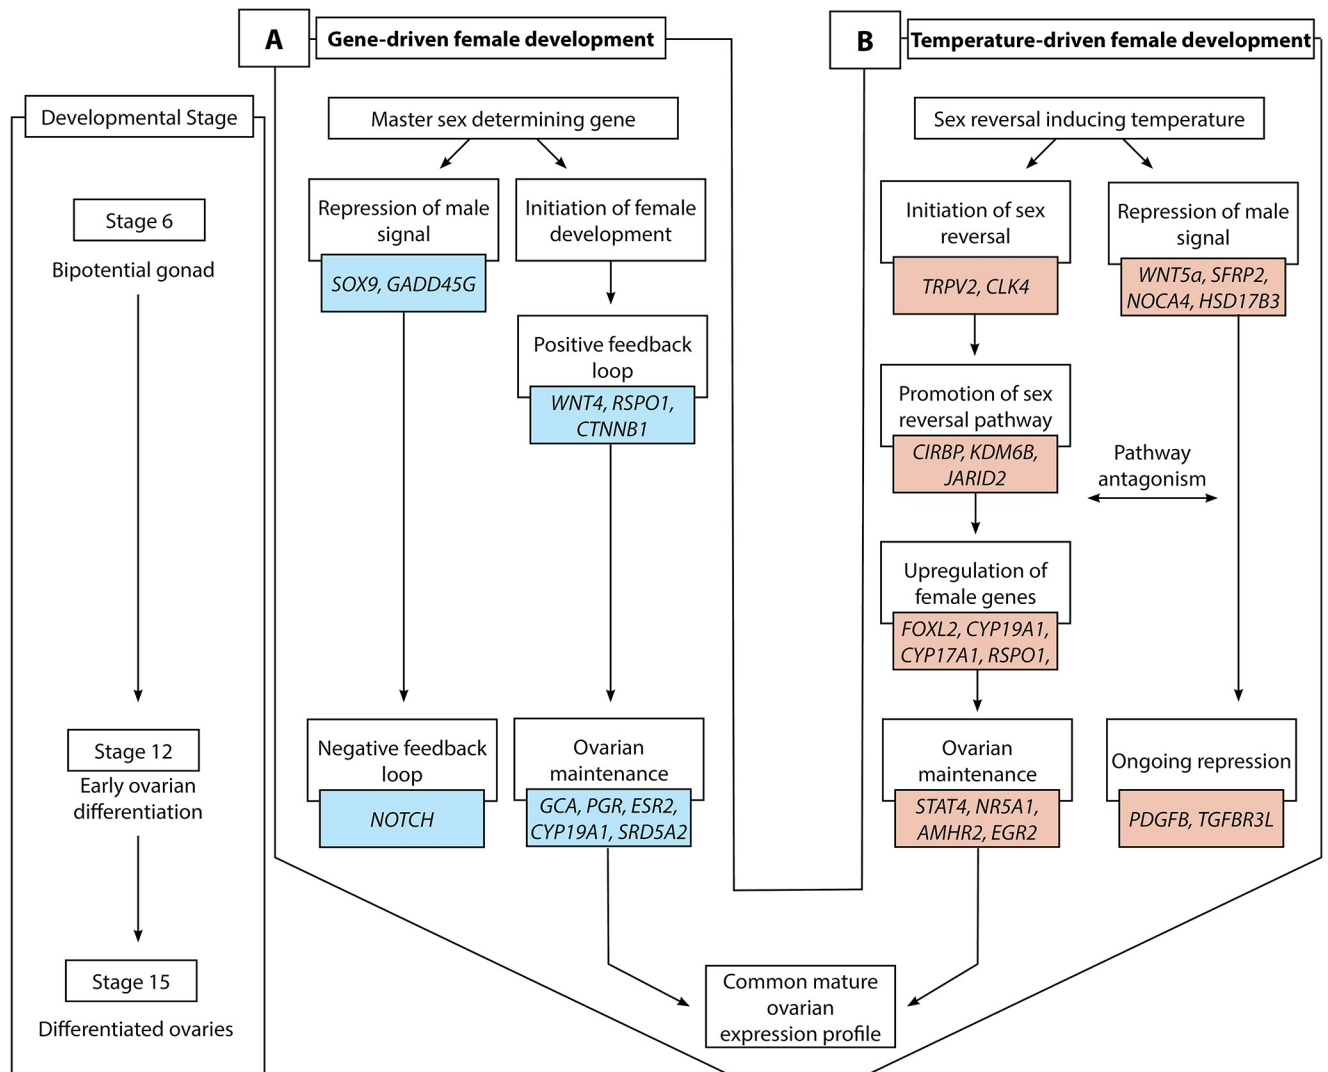 A
Gene-driven female development
B
Temperature-driven female development
Developmental Stage
Stage 6
Bipotential gonad
Stage 12
Early ovarian
differentiation
Stage 15
Differentiated ovaries
Master sex determining gene
Repression of male
signal
SOX9, GADD45G
Initiation of female
development
Positive feedback
loop
WNT4, RSPO1,
CTNNB1
Negative feedback
loop
NOTCH
Ovarian
maintenance
GCA, PGR, ESR2,
CYP19A1, SRD5A2
Sex reversal inducing temperature
Initiation of sex
reversal
TRPV2, CLK4
Repression of male
signal
WNT5a, SFRP2,
NOCA4, HSD17B3
Promotion of sex
reversal pathway
CIRBP, KDM6B,
JARID2
Pathway
antagonism
Upregulation of
female genes
FOXL2, CYP19A1,
CYP17A1, RSPO1,
Ovarian
maintenance
STAT4, NR5A1,
AMHR2, EGR2
Ongoing repression
PDGFB, TGFBR3L
Common mature
ovarian
expression profile